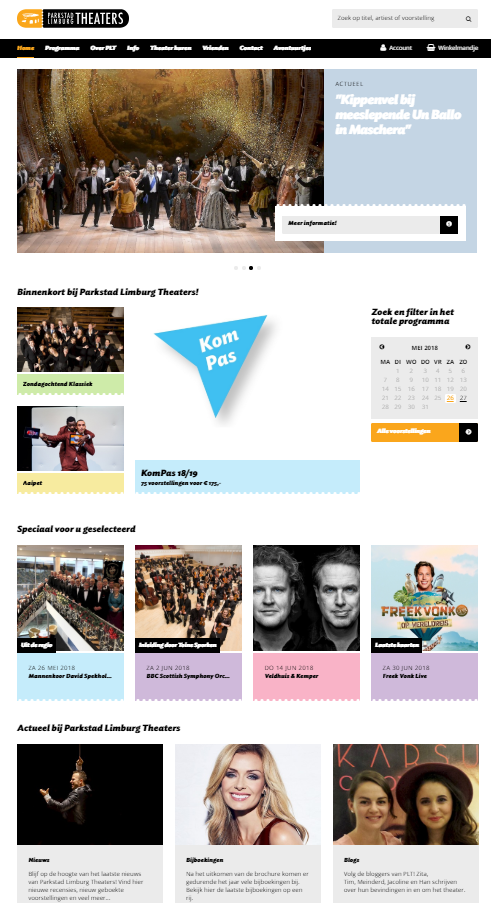 PARKSTAD
LIMBURG THEATERS
Zoek op titel, artiest of voorstelling
Home Programma Over PLT Info Theater huren Vrienden Contact Avontuurtjes Account Winkelmandje
ACTUEEL
"Kippenvel bij
meeslepende Un Ballo
in Maschera"
Meer informatie!
Binnenkort bij Parkstad Limburg Theaters!
Zondagochtend Klassiek
Aaipet
Kom
Pas
KomPas 18/19
75 voorstellingen voor € 175,-
Zoek en filter in het
totale programma
MEI 2018
MA DI WO DO VR ZA ZO
1 2 3 4 5 6
7 8 9 10 11 12 13
14 15 16 17 18 19 20
21 22 23 24 25 26 27
28 29 30 31
Alle voorstellingen
Speciaal voor u geselecteerd
Uit de regio
ZA 26 MEI 2018
Mannenkoor David Spekhol...
Inleiding door Toine
ZA 2 JUN 2018
BBC Scottish Symphony Orc...
DO 14 JUN 2018
Veldhuis & Kemper
FREEK VONK
OP WERELDREIS
Laatste kaarten
ZA 30 JUN 2018
Freek Vonk Live
Actueel bij Parkstad Limburg Theaters
Nieuws
Blijf op de hoogte van het laatste nieuws
van Parkstad Limburg Theaters! Vind hier
nieuwe recensies, nieuw geboekte
voorstellingen en veel meer...
Bijboekingen
Na het uitkomen van de brochure komen er
gedurende het jaar vele bijboekingen bij.
Bekijk hier de laatste bijboekingen op een
rij.
KARSU
Blogs
Volg de bloggers van PLT! Zita,
Tim, Meinderd, Jacoline en Han schrijven
over hun bevindingen in en om het theater.